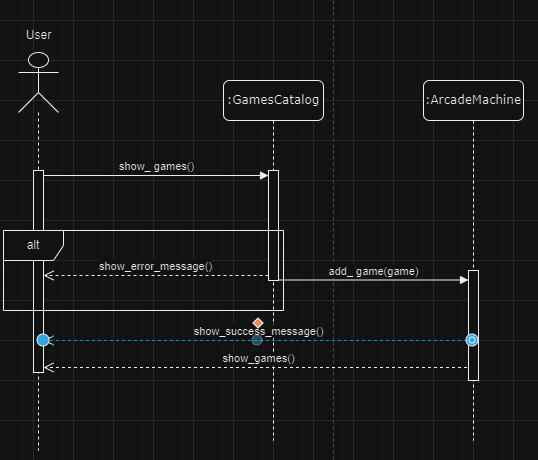 User
:GamesCatalog
:ArcadeMachine
show_ games()
alt
show_error_message()
add_ game(game)
show_success_message()
show_games()